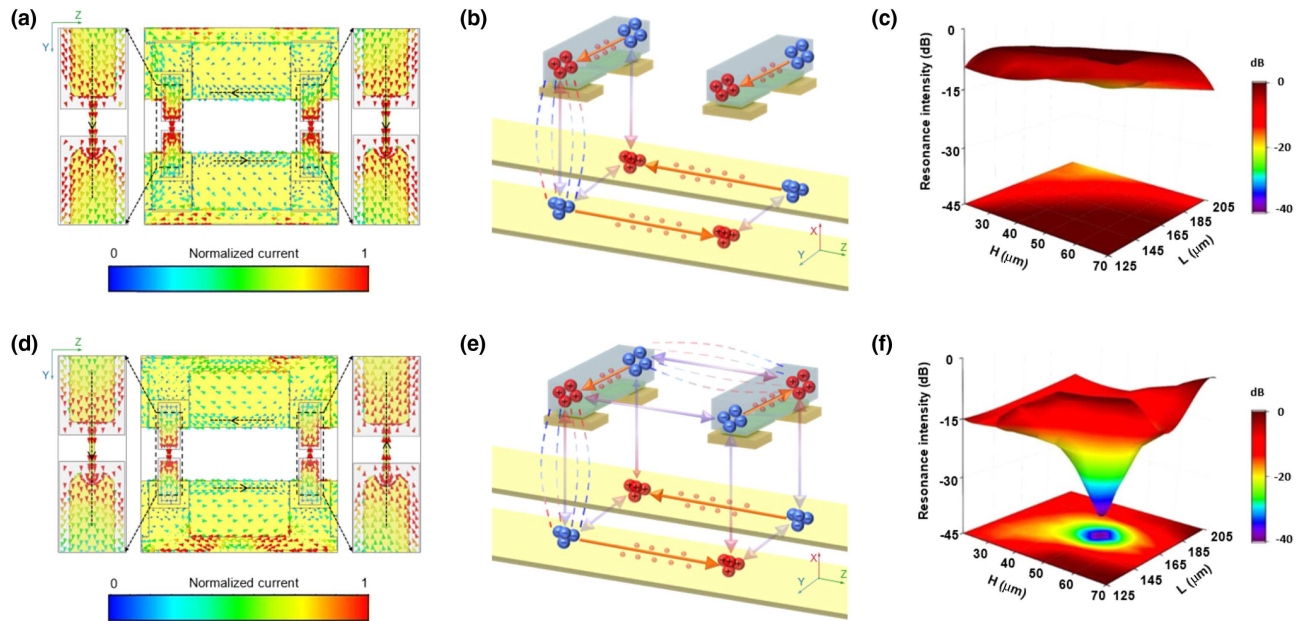 (a)
Z
Y
0 Normalized current 1
(b)
X
Y Z
(c)
Resonance intensity (dB)
0
-15
-30
-45
30
40
50
60
70
H (μm)
125
145
165
185
205
L (μm)
dB
0
-20
-40
(d)
Z
Y
0 Normalized current 1
(e)
X
Y Z
(f)
Resonance intensity (dB)
0
-15
-30
-45
30
40
50
60
70
H (μm)
125
145
165
185
205
L (μm)
dB
0
-20
-40